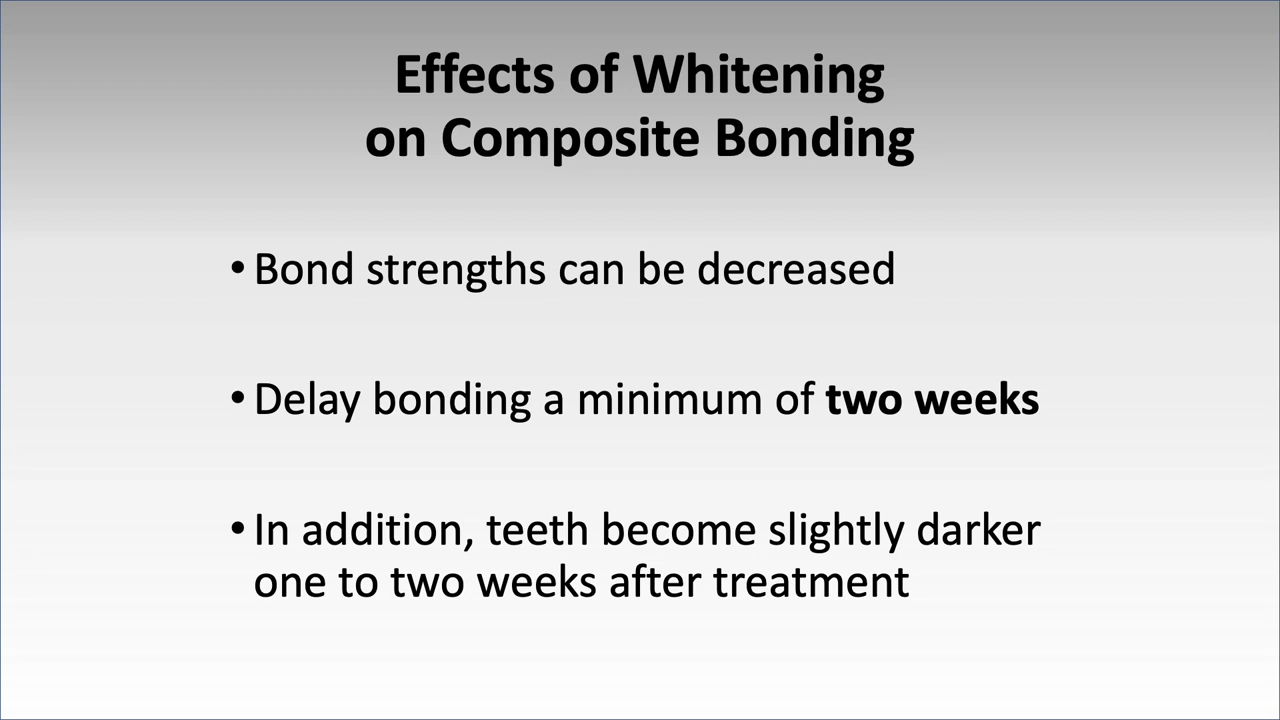 Effects of Whitening
on Composite Bonding
• Bond strengths can be decreased
• Delay bonding a minimum of two weeks
• In addition, teeth become slightly darker
one to two weeks after treatment